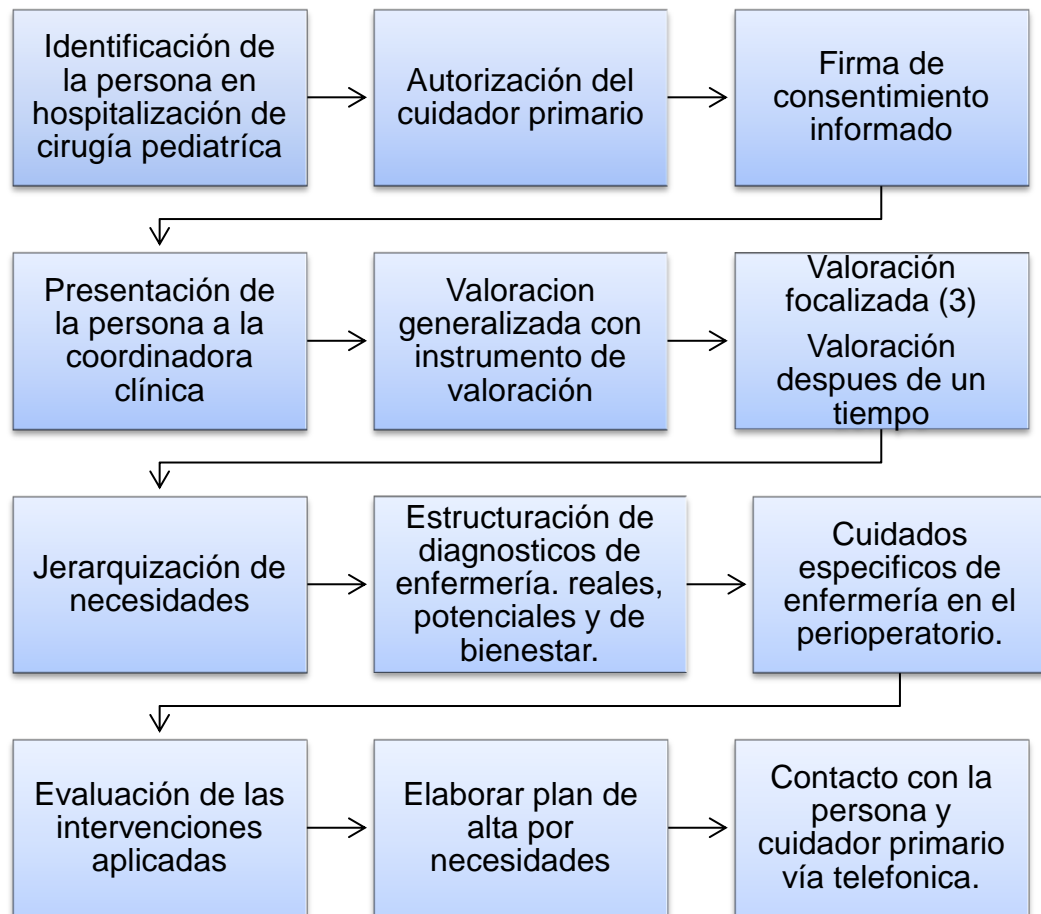 Identificación de
la persona en
hospitalización de
cirugía pediatríca
Autorización del
cuidador primario
Firma de
consentimiento
informado
Presentación de
la persona a la
coordinadora
clínica
Valoracion
generalizada con
instrumento de
valoración
Valoración
focalizada (3)
Valoración
despues de un
tiempo
Jerarquización de
necesidades
Estructuración de
diagnosticos de
enfermería. reales,
potenciales y de
bienestar.
Cuidados
especificos de
enfermería en el
perioperatorio.
Evaluación de las
intervenciones
aplicadas
Elaborar plan de
alta por
necesidades
Contacto con la
persona y
cuidador primario
vía telefonica.